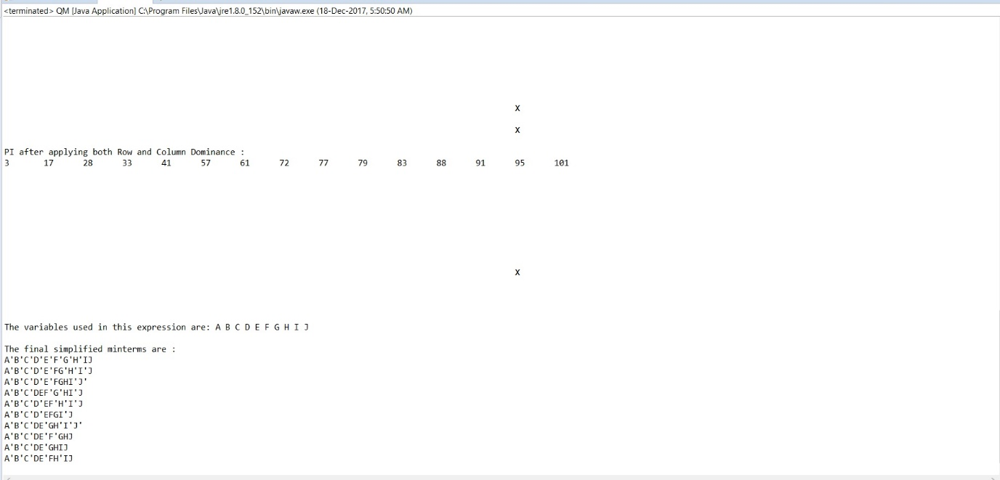 <terminated> QM [Java Application] C:\Program Files\Java\jre1.8.0_152\bin\javaw.exe (18-Dec-2017, 5:50:50 AM)
X
X
PI after applying both Row and Column Dominance :
3 17 28 33 41 57 61 72 77 79 83 88 91 95 101
X
The variables used in this expression are: A B C D E F G H I J
The final simplified minterms are :
A'B'C'D'E'F'G'H'IJ
A'B'C'D'E'FG'H'I'J
A'B'C'D'E'FGHI'J'
A'B'C'DEF'G'HI'J
A'B'C'D'EF'H'I'J
A'B'C'D'EFGI'J
A'B'C'DE'GH'I'J'
A'B'C'DE'F'GHJ
A'B'C'DE'GHIJ
A'B'C'DE'FH'IJ